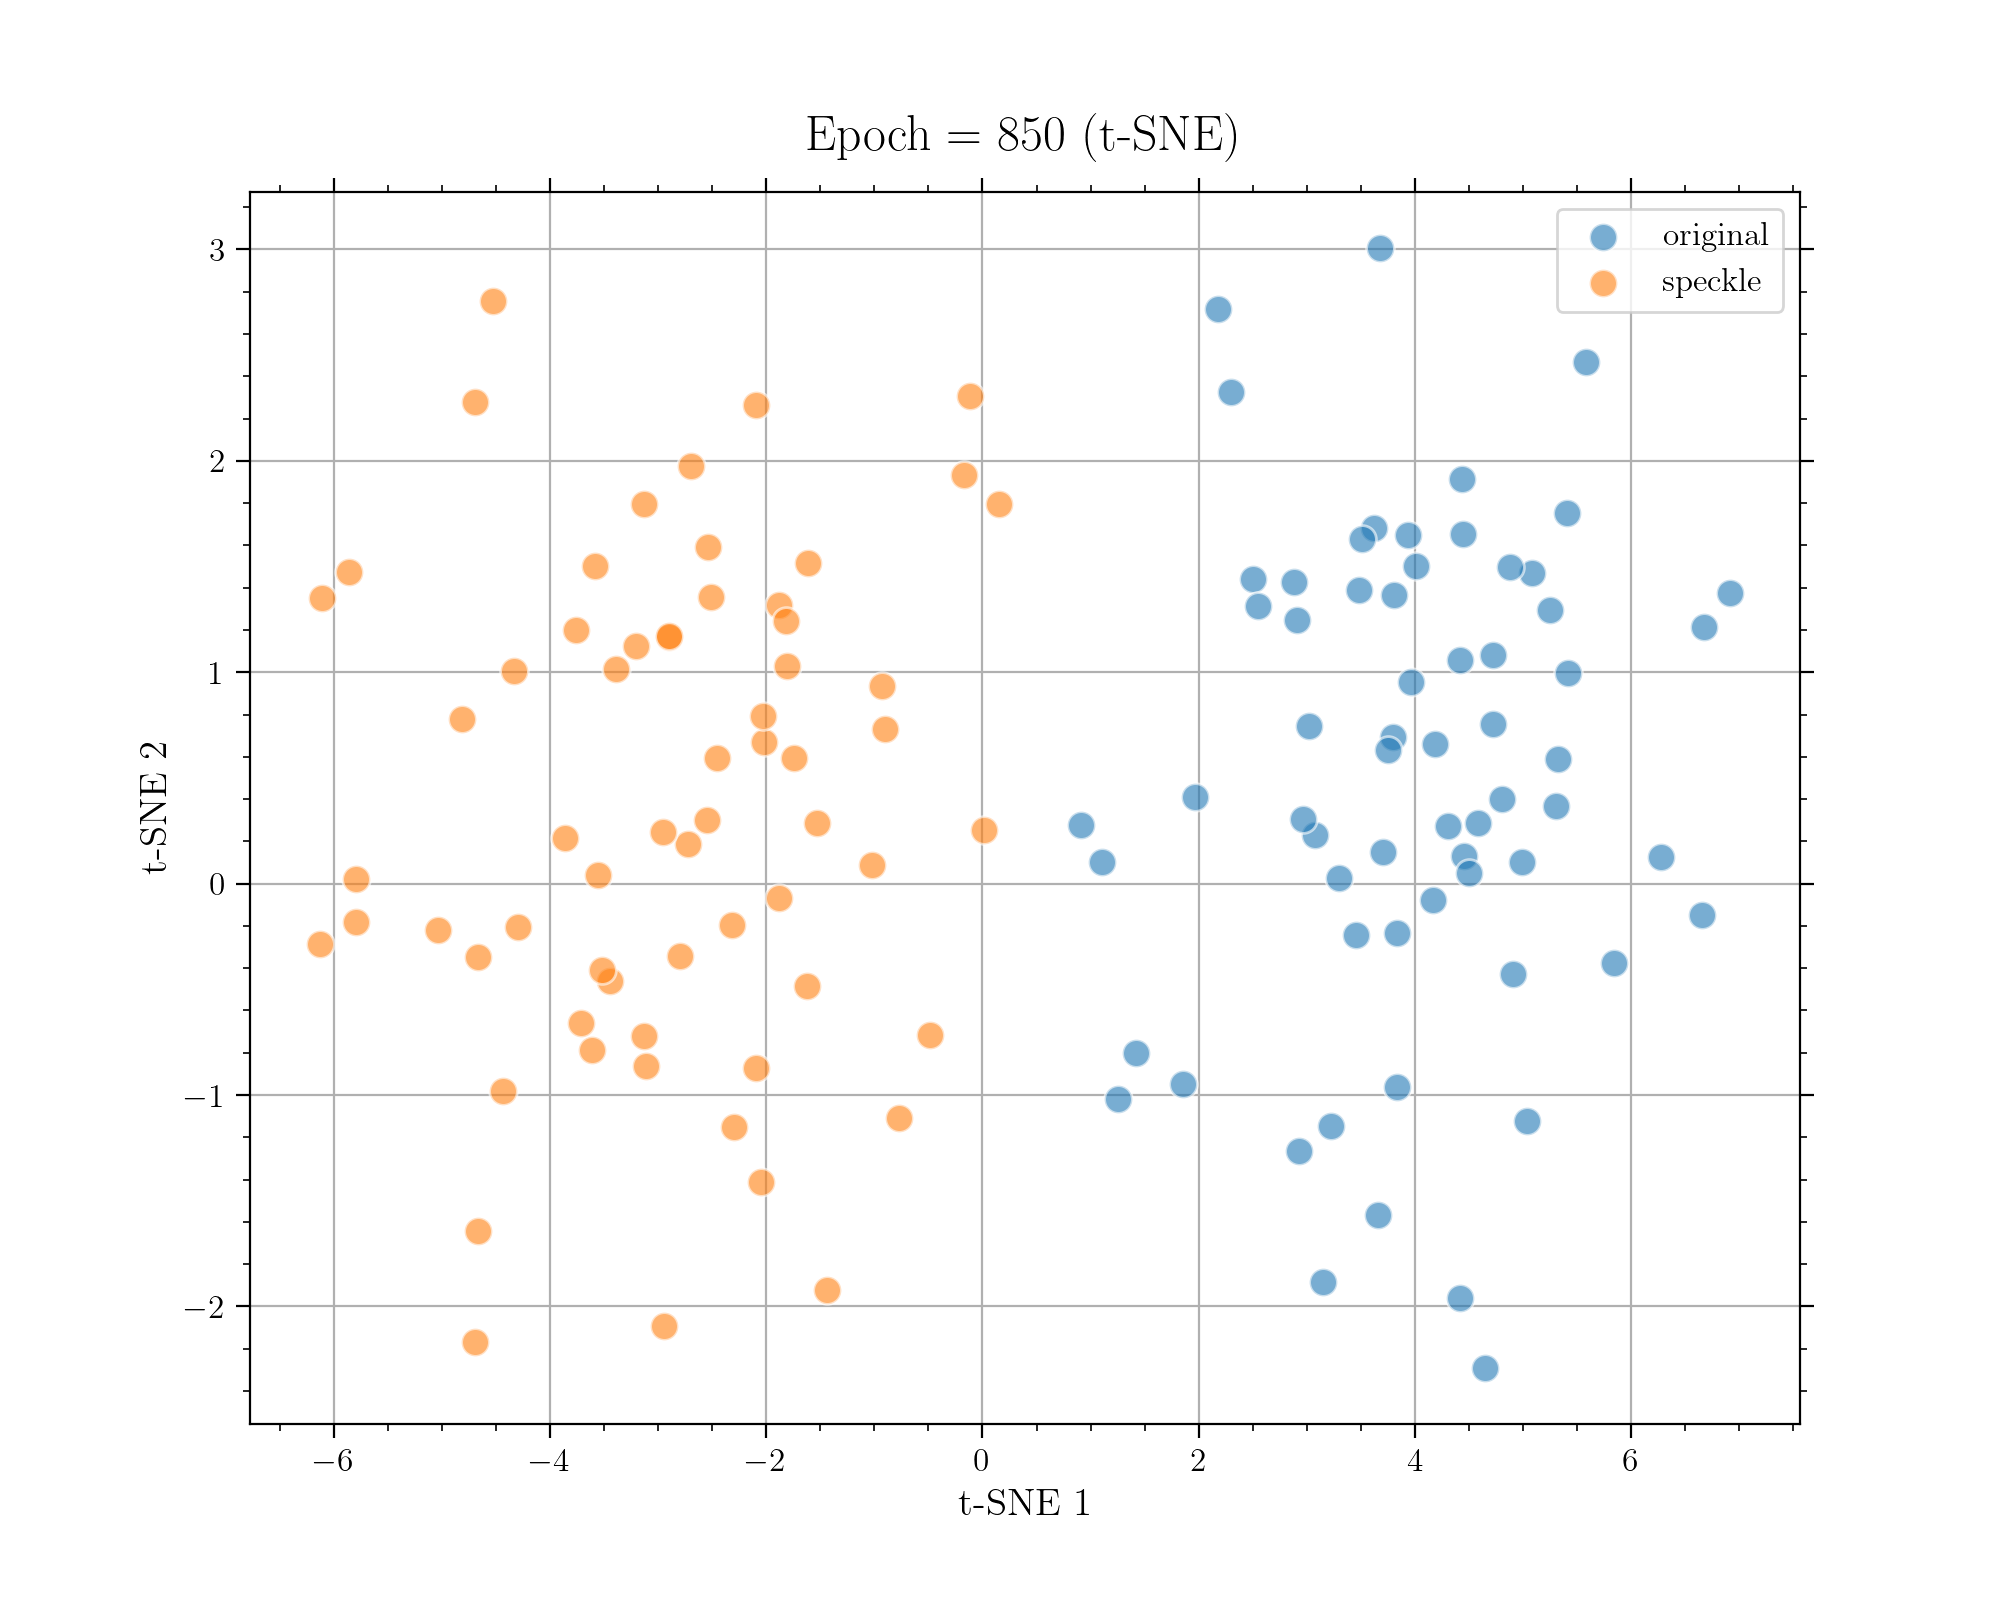 Epoch = 850 (t-SNE)
original
speckle
3
2
1
0
−1
−2
t-SNE 2
−6
−4
−2
0
2
4
6
t-SNE 1